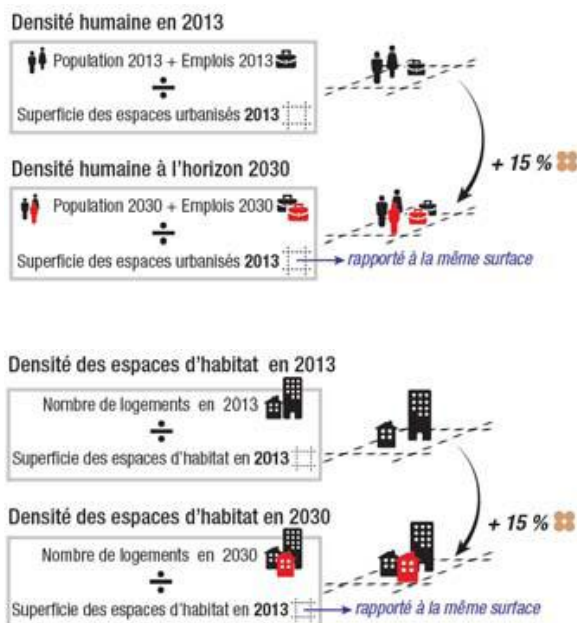 Densité humaine en 2013
Population 2013 + Emplois 2013
÷
Superficie des espaces urbanisés 2013
+ 15 %
Densité humaine à l'horizon 2030
Population 2030 + Emplois 2030
÷
Superficie des espaces urbanisés 2013
rapporté à la même surface
Densité des espaces d'habitat en 2013
Nombre de logements en 2013
÷
Superficie des espaces d'habitat en 2013
+ 15 %
Densité des espaces d'habitat en 2030
Nombre de logements en 2030
÷
Superficie des espaces d'habitat en 2013
rapporté à la même surface